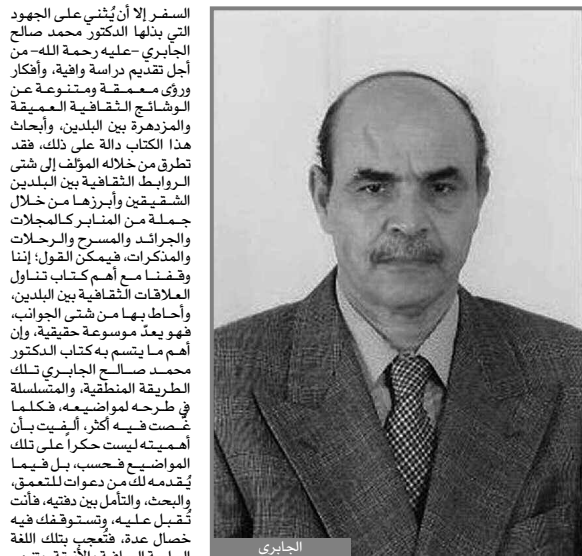 السفر إلا أن يُثني على الجهود
التي بذلها الدكتور محمد صالح
الجابري –عليه رحمة الله– من
أجل تقديم دراسة وافية، وأفكار
ورؤى معمقة ومتنوعة عن
الوشائج الثقافية العميقة
والمزدهرة بين البلدين، وأبحاث
هذا الكتاب دالة على ذلك، فقد
تطرق من خلاله المؤلف إلى شتى
الروابط الثقافية بين البلدين
الشقيقين وأبرزها من خلال
جملة من المنابر كالمجلات
والجرائد والمسرح والرحلات
والمذكرات، فيمكن القول؛ إننا
وقفنا مع أهم كتاب تناول
العلاقات الثقافية بين البلدين،
وأحاط بها من شتى الجوانب،
فهو يعدّ موسوعة حقيقية، وإن
أهم ما يتسم به كتاب الدكتور
محمد صالح الجابري تلك
الطريقة المنطقية، والمتسلسلة
في طرحه لمواضيعه، فكلما
غُصت فيه أكثر، ألفيت بأن
أهميته ليست حكراً على تلك
المواضيع فحسب، بل فيما
يُقدمه لك من دعوات للتعمق،
والبحث، والتأمل بين دفتيه، فأنت
تُقبل عليه، وتستوقفك فيه
خصال عدة، فتُعجب بتلك اللغة
الجابري